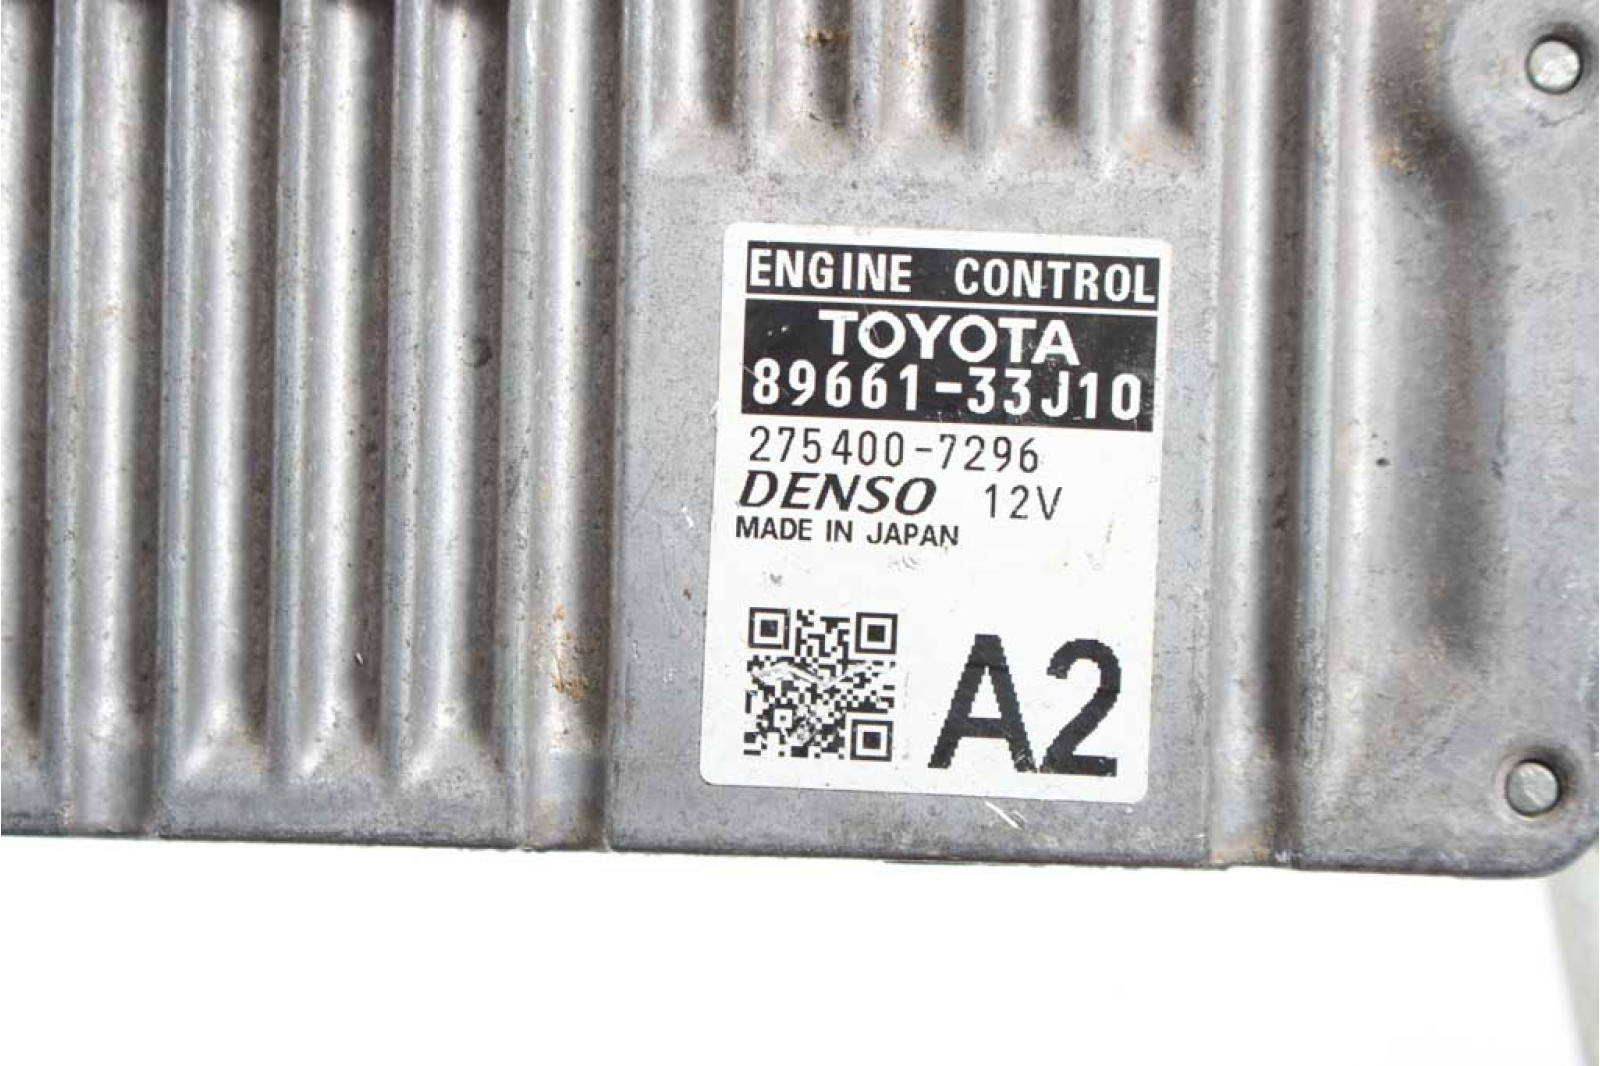 ENGINE CONTROL
TOYOTA
89661-33J10
275400-7296
DENSO 12V
MADE IN JAPAN
A2